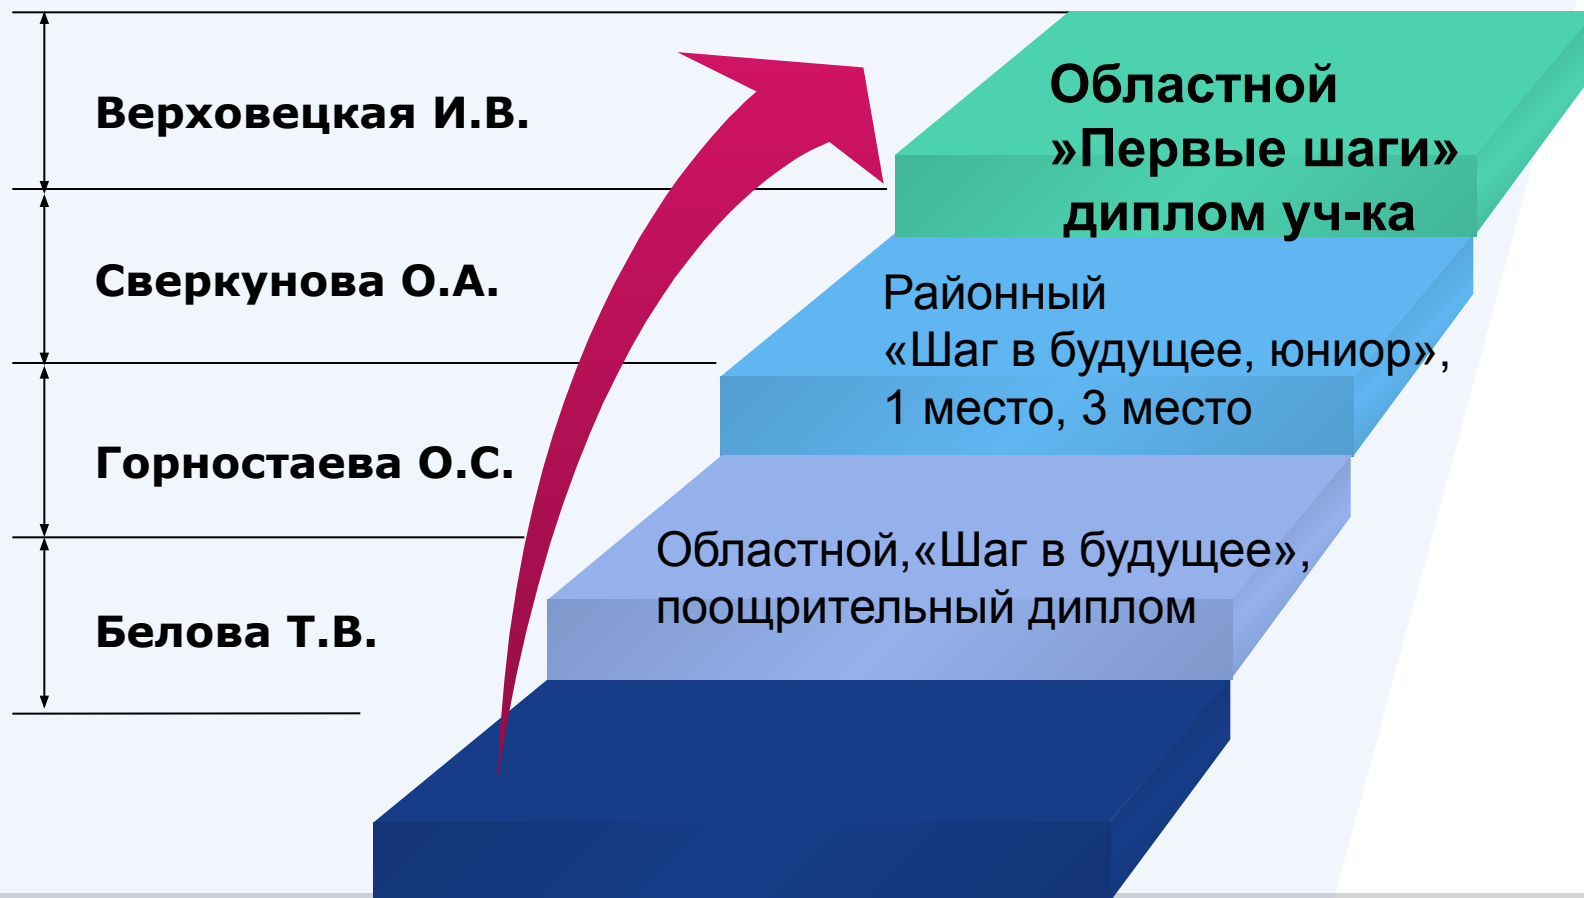 Верховецкая И.В.
Областной
»Первые шаги»
диплом уч-ка
Сверкунова О.А.
Районный
«Шаг в будущее, юниор»,
1 место, 3 место
Горностаева О.С.
Областной,«Шаг в будущее»,
поощрительный диплом
Белова Т.В.